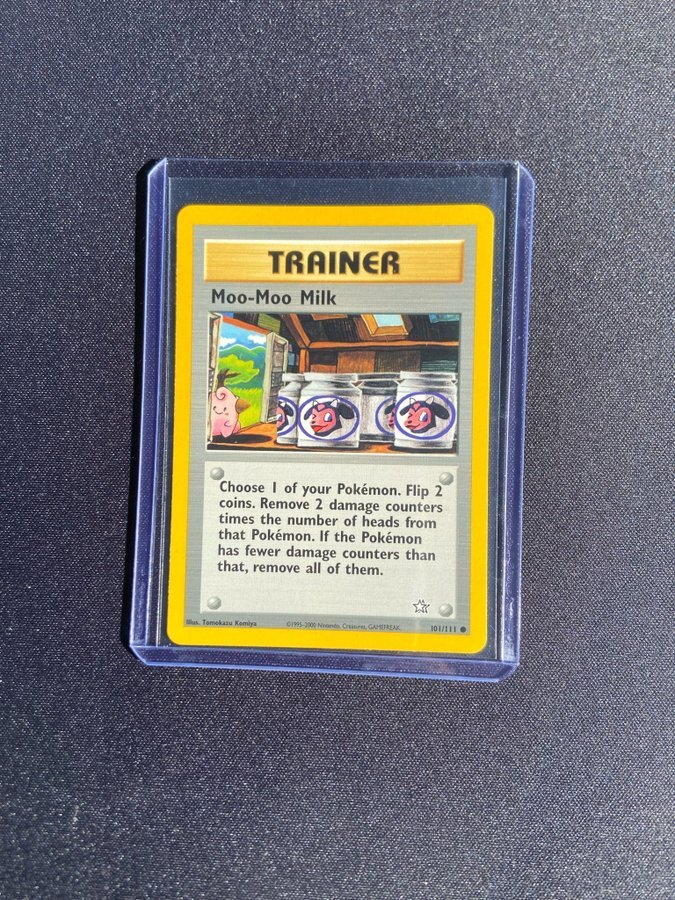 TRAINER
Moo-Moo Milk
Choose 1 of your Pokémon. Flip 2
coins. Remove 2 damage counters
times the number of heads from
that Pokémon. If the Pokémon
has fewer damage counters than
that, remove all of them.
Illus. Tomokazu Komiya
©1995-2000 Nintendo, Creatures, GAMEFREAK.
101/111